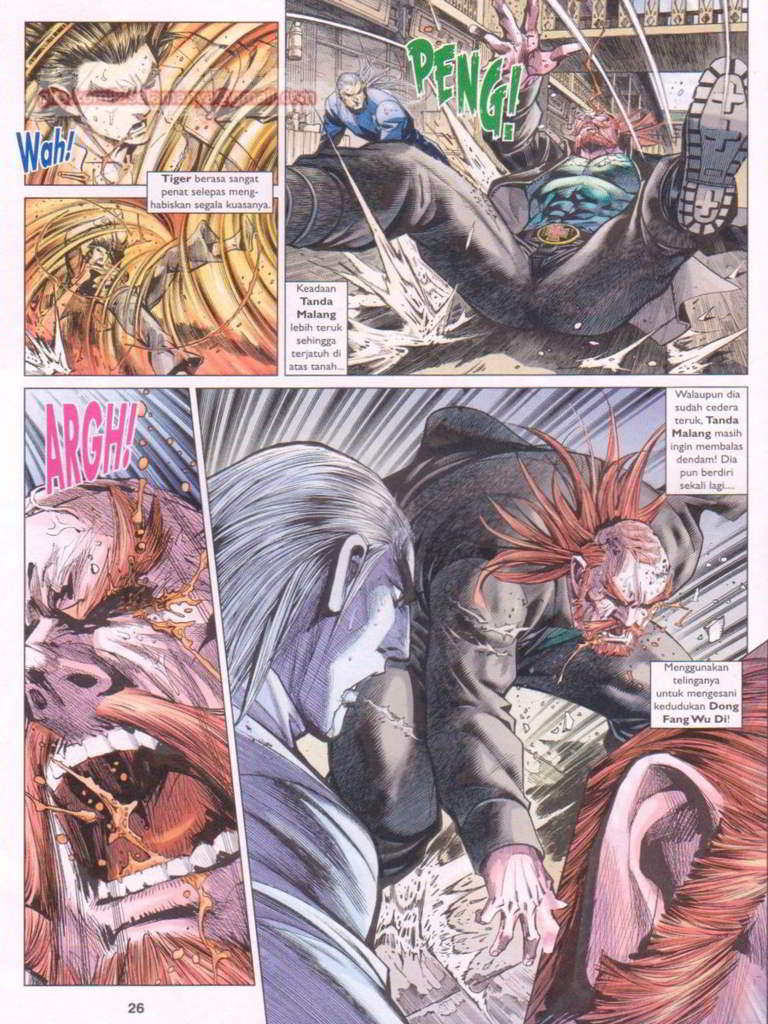 Wah!
Tiger berasa sangat
penat selepas meng-
habiskan segala kuasanya.
PENG!
Keadaan
Tanda
Malang
lebih teruk
sehingga
terjatuh di
atas tanah...
ARGH!
Walaupun dia
sudah cedera
teruk, Tanda
Malang masih
ingin membalas
dendam! Dia
pun berdiri
sekali lagi....
Menggunakan
telinganya
untuk mengesani
kedudukan Dong
Fang Wu Di!
26